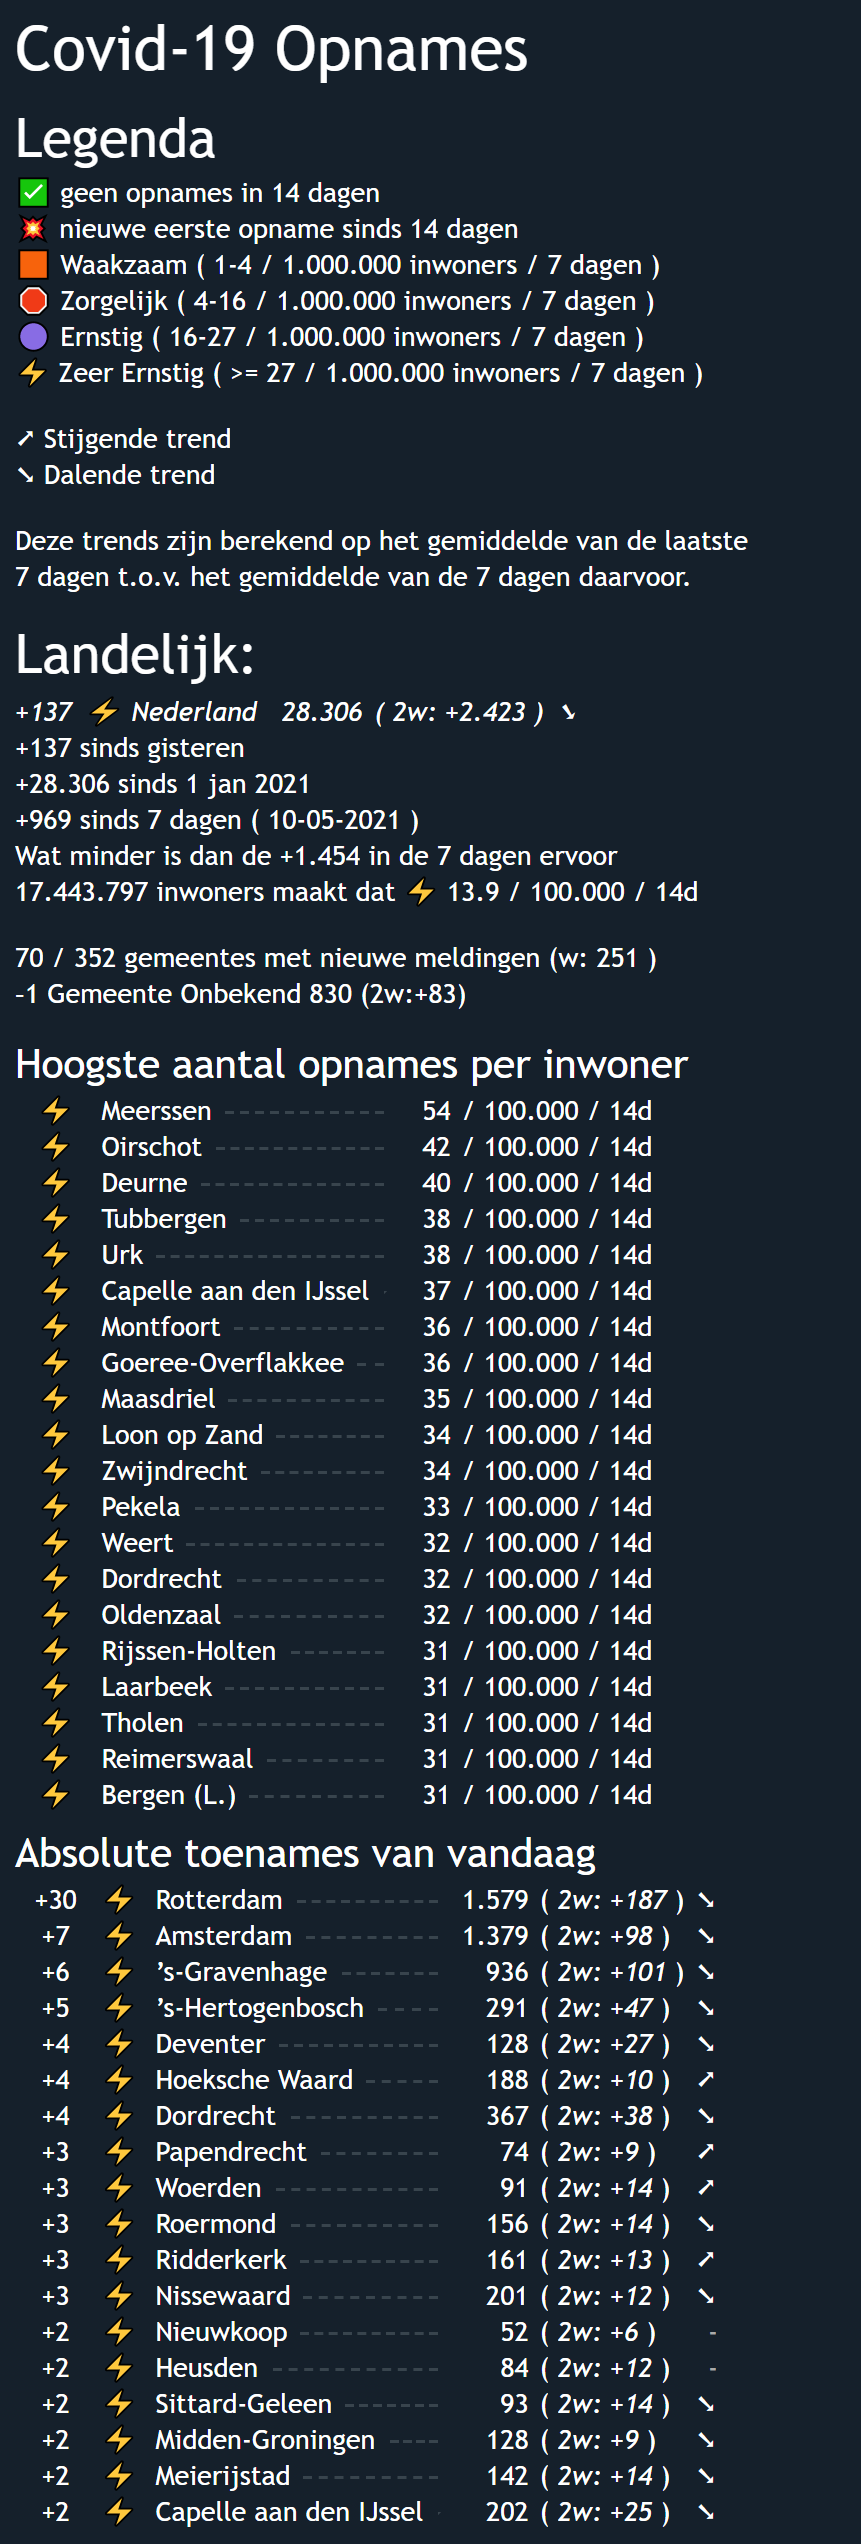 Covid-19 Opnames
Legenda
✅ geen opnames in 14 dagen
💥 nieuwe eerste opname sinds 14 dagen
🟧 Waakzaam ( 1-4 / 1.000.000 inwoners / 7 dagen )
🛑 Zorgelijk ( 4-16 / 1.000.000 inwoners / 7 dagen )
🟣 Ernstig ( 16-27 / 1.000.000 inwoners / 7 dagen )
⚡ Zeer Ernstig ( >= 27 / 1.000.000 inwoners / 7 dagen )
➚ Stijgende trend
➘ Dalende trend
Deze trends zijn berekend op het gemiddelde van de laatste
7 dagen t.o.v. het gemiddelde van de 7 dagen daarvoor.
Landelijk:
+137 ⚡ Nederland 28.306 ( 2w: +2.423 ) ➘
+137 sinds gisteren
+28.306 sinds 1 jan 2021
+969 sinds 7 dagen ( 10-05-2021 )
Wat minder is dan de +1.454 in de 7 dagen ervoor
17.443.797 inwoners maakt dat ⚡ 13.9 / 100.000 / 14d
70 / 352 gemeentes met nieuwe meldingen (w: 251 )
-1 Gemeente Onbekend 830 (2w:+83)
Hoogste aantal opnames per inwoner
⚡ Meerssen 54 / 100.000 / 14d
⚡ Oirschot 42 / 100.000 / 14d
⚡ Deurne 40 / 100.000 / 14d
⚡ Tubbergen 38 / 100.000 / 14d
⚡ Urk 38 / 100.000 / 14d
⚡ Capelle aan den IJssel 37 / 100.000 / 14d
⚡ Montfoort 36 / 100.000 / 14d
⚡ Goeree-Overflakkee 36 / 100.000 / 14d
⚡ Maasdriel 35 / 100.000 / 14d
⚡ Loon op Zand 34 / 100.000 / 14d
⚡ Zwijndrecht 34 / 100.000 / 14d
⚡ Pekela 33 / 100.000 / 14d
⚡ Weert 32 / 100.000 / 14d
⚡ Dordrecht 32 / 100.000 / 14d
⚡ Oldenzaal 32 / 100.000 / 14d
⚡ Rijssen-Holten 31 / 100.000 / 14d
⚡ Laarbeek 31 / 100.000 / 14d
⚡ Tholen 31 / 100.000 / 14d
⚡ Reimerswaal 31 / 100.000 / 14d
⚡ Bergen (L.) 31 / 100.000 / 14d
Absolute toenames van vandaag
+30 ⚡ Rotterdam 1.579 ( 2w: +187 ) ➘
+7 ⚡ Amsterdam 1.379 ( 2w: +98 ) ➘
+6 ⚡ ’s-Gravenhage 936 ( 2w: +101 ) ➘
+5 ⚡ ’s-Hertogenbosch 291 ( 2w: +47 ) ➘
+4 ⚡ Deventer 128 ( 2w: +27 ) ➘
+4 ⚡ Hoeksche Waard 188 ( 2w: +10 ) ➚
+4 ⚡ Dordrecht 367 ( 2w: +38 ) ➘
+3 ⚡ Papendrecht 74 ( 2w: +9 ) ➚
+3 ⚡ Woerden 91 ( 2w: +14 ) ➚
+3 ⚡ Roermond 156 ( 2w: +14 ) ➘
+3 ⚡ Ridderkerk 161 ( 2w: +13 ) ➚
+3 ⚡ Nissewaard 201 ( 2w: +12 ) ➘
+2 ⚡ Nieuwkoop 52 ( 2w: +6 ) -
+2 ⚡ Heusden 84 ( 2w: +12 ) -
+2 ⚡ Sittard-Geleen 93 ( 2w: +14 ) ➘
+2 ⚡ Midden-Groningen 128 ( 2w: +9 ) ➘
+2 ⚡ Meierijstad 142 ( 2w: +14 ) ➘
+2 ⚡ Capelle aan den IJssel 202 ( 2w: +25 ) ➘